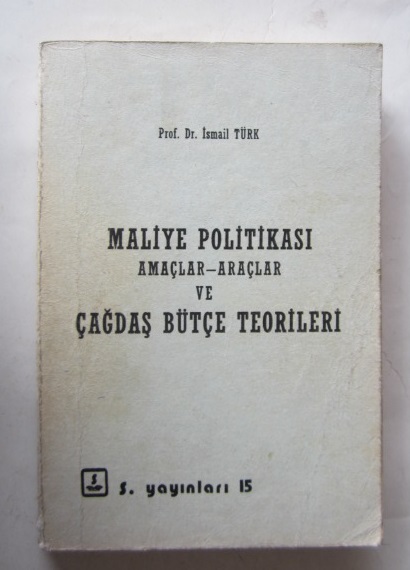 Prof. Dr. İsmail TÜRK
MALİYE POLİTİKASI
AMAÇLAR–ARAÇLAR
VE
ÇAĞDAŞ BÜTÇE TEORİLERİ
S. yayınları 15